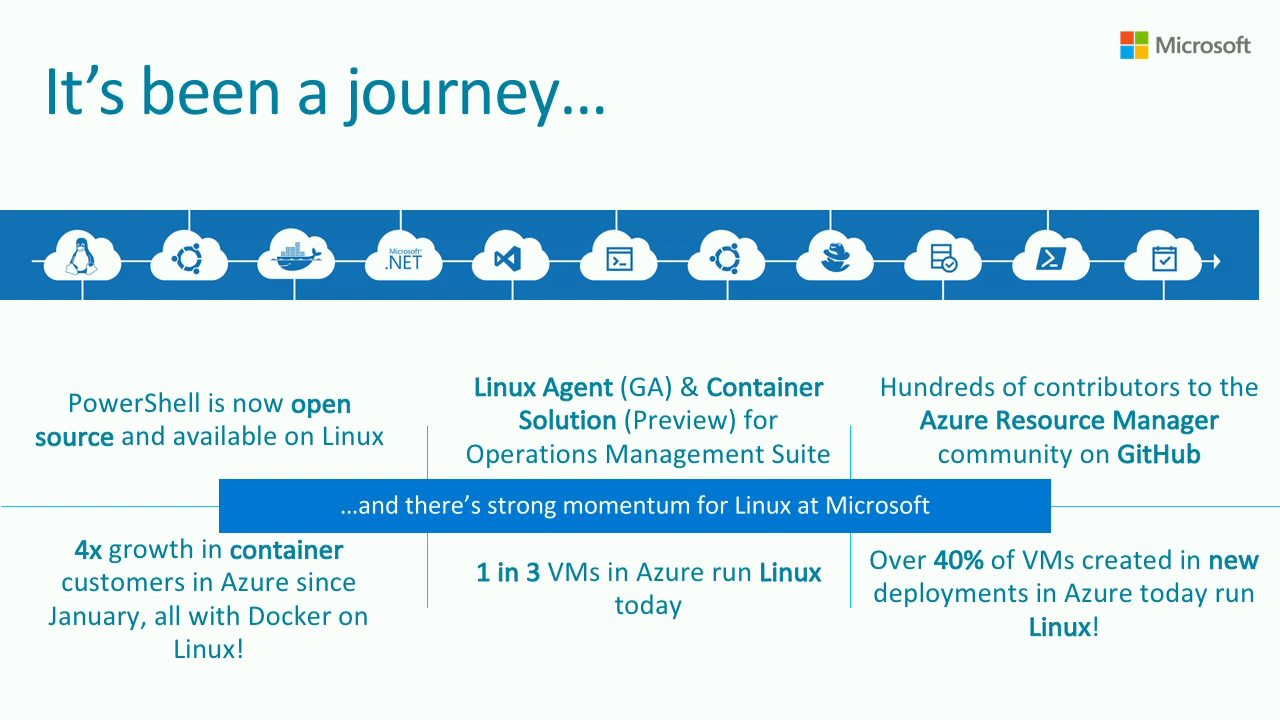 Microsoft
It's been a journey...
Microsoft
.NET
PowerShell is now open
source and available on Linux
Linux Agent (GA) & Container
Solution (Preview) for
Operations Management Suite
Hundreds of contributors to the
Azure Resource Manager
community on GitHub
...and there's strong momentum for Linux at Microsoft
4x growth in container
customers in Azure since
January, all with Docker on
Linux!
1 in 3 VMs in Azure run Linux
today
Over 40% of VMs created in new
deployments in Azure today run
Linux!